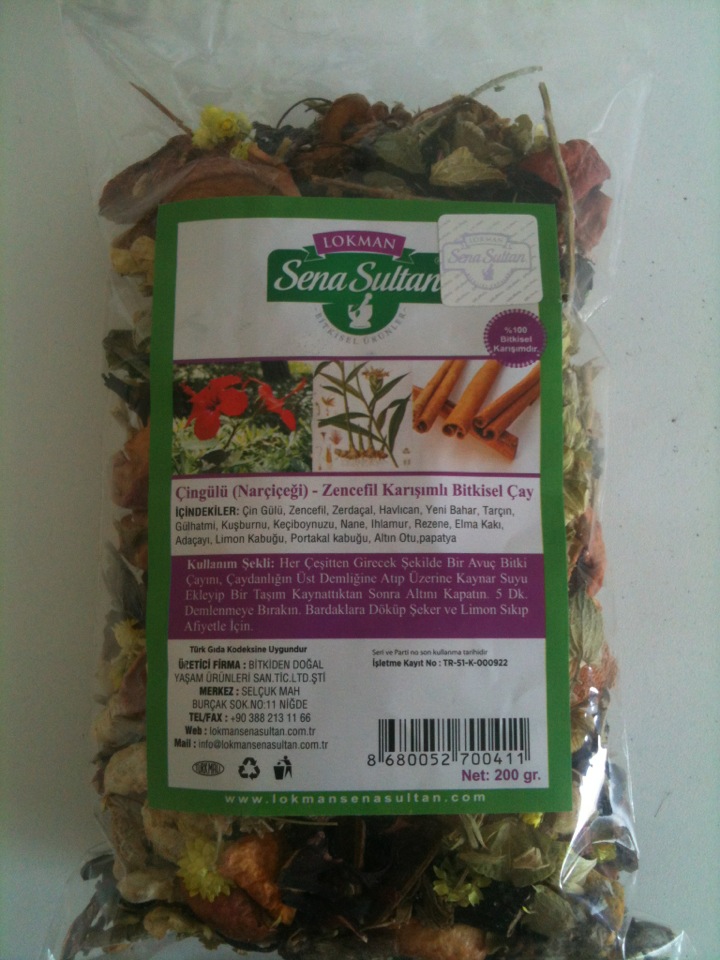 LOKMAN
Sena Sultan
BİTKİSEL ÜRÜNLER
LOKMAN
Sena Sultan
%100
Bitkisel
Karışımdır.
Çingülü (Narçiçeği) - Zencefil Karışımlı Bitkisel Çay
İÇİNDEKİLER: Çin Gülü, Zencefil, Zerdaçal, Havlıcan, Yeni Bahar, Tarçın,
Gülhatmi, Kuşburnu, Keçiboynuzu, Nane, Ihlamur, Rezene, Elma Kakı,
Adaçayı, Limon Kabuğu, Portakal kabuğu, Altın Otu,papatya
Kullanım Şekli: Her Çeşitten Girecek Şekilde Bir Avuç Bitki
Çayını, Çaydanlığın Üst Demliğine Atıp Üzerine Kaynar Suyu
Ekleyip Bir Taşım Kaynattıktan Sonra Altını Kapatın. 5 Dk.
Demlenmeye Bırakın. Bardaklara Döküp Şeker ve Limon Sıkıp
Afiyetle İçin.
Türk Gıda Kodeksine Uygundur
ÜRETİCİ FİRMA : BİTKİDEN DOĞAL
YAŞAM ÜRÜNLERİ SAN.TİC.LTD.ŞTİ
MERKEZ : SELÇUK MAH
BURÇAK SOK.NO:11 NİĞDE
TEL/FAX : +90 388 213 11 66
Web : lokmansenasultan.com.tr
Mail : info@lokmansenasultan.com.tr
TÜRK MALI
Seri ve Parti no son kullanma tarihidir
İşletme Kayıt No : TR-51-K-000922
8 680052 700411
Net: 200 gr.
www.lokmansenasultan.com